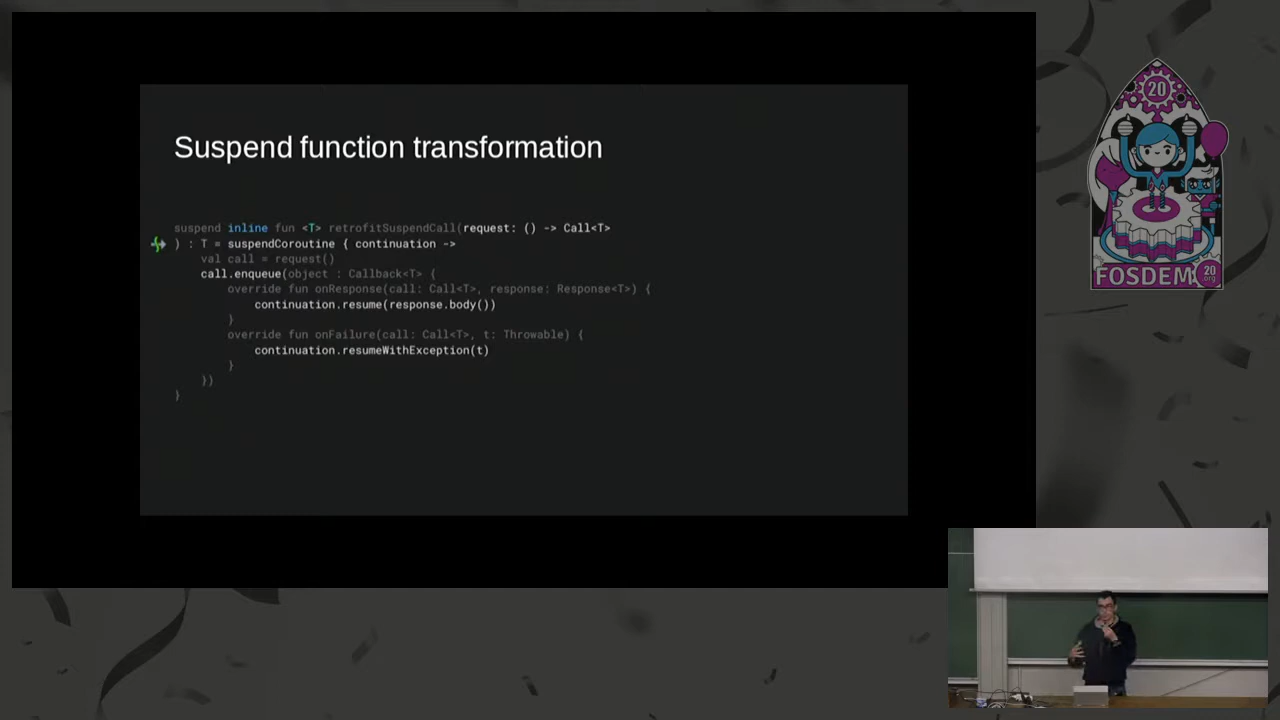 Suspend function transformation
suspend inline fun <T> retrofitSuspendCall(request: () -> Call<T>
) : T = suspendCoroutine { continuation ->
val call = request()
call.enqueue(object : Callback<T> {
override fun onResponse(call: Call<T>, response: Response<T>) {
continuation.resume(response.body())
}
override fun onFailure(call: Call<T>, t: Throwable) {
continuation.resumeWithException(t)
}
})
}
20
FOSDEM
20
.org